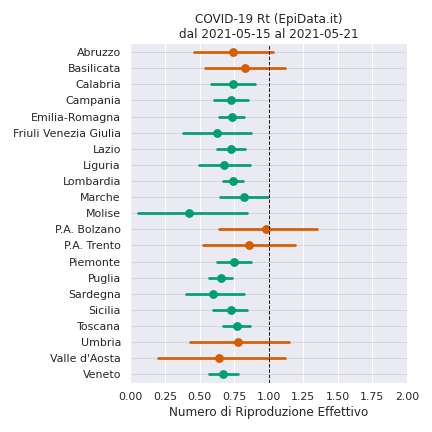 COVID-19 Rt (EpiData.it)
dal 2021-05-15 al 2021-05-21
Abruzzo
Basilicata
Calabria
Campania
Emilia-Romagna
Friuli Venezia Giulia
Lazio
Liguria
Lombardia
Marche
Molise
P.A. Bolzano
P.A. Trento
Piemonte
Puglia
Sardegna
Sicilia
Toscana
Umbria
Valle d'Aosta
Veneto
0.00 0.25 0.50 0.75 1.00 1.25 1.50 1.75 2.00
Numero di Riproduzione Effettivo